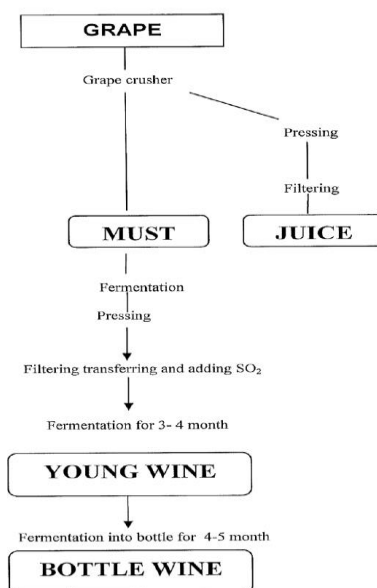 GRAPE
Grape crusher
Pressing
Filtering
MUST
JUICE
Fermentation
Pressing
Filtering transferring and adding SO₂
Fermentation for 3- 4 month
YOUNG WINE
Fermentation into bottle for 4-5 month
BOTTLE WINE